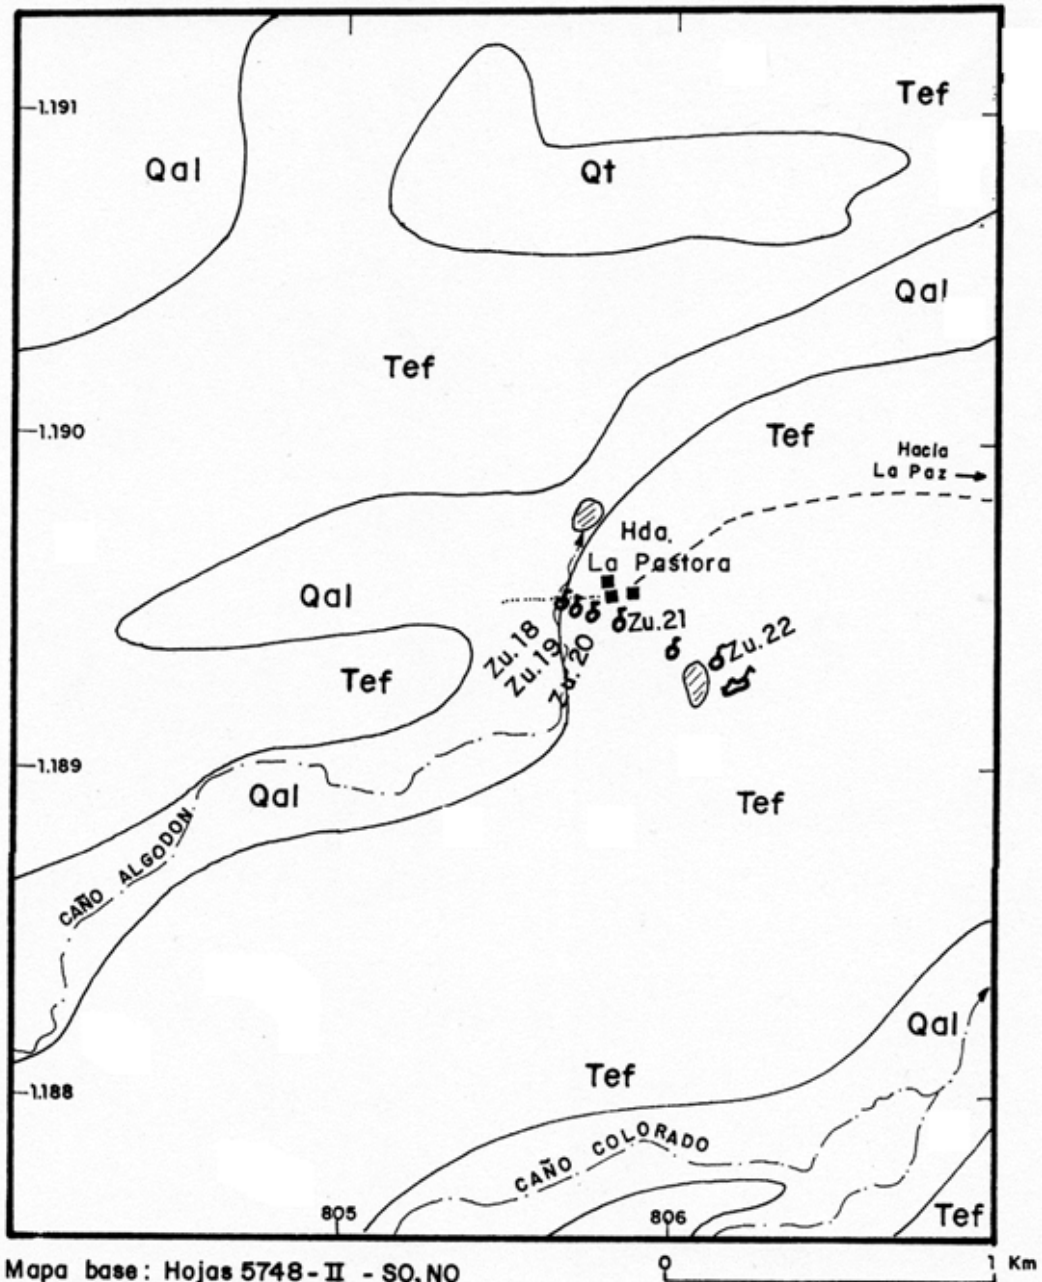 1.191
Tef
Qal
Qt
Qal
Tef
1.190
Tef
Hacia
La Paz
Hda.
La Pastora
Qal
Zu.18
Zu.19
Zu.20
Zu.21
Zu.22
Tef
1.189
Qal
Tef
CAÑO ALGODON
Qal
Tef
1.188
CAÑO COLORADO
805
806
Tef
Mapa base: Hojas 5748-II - SO, NO
0
1 Km